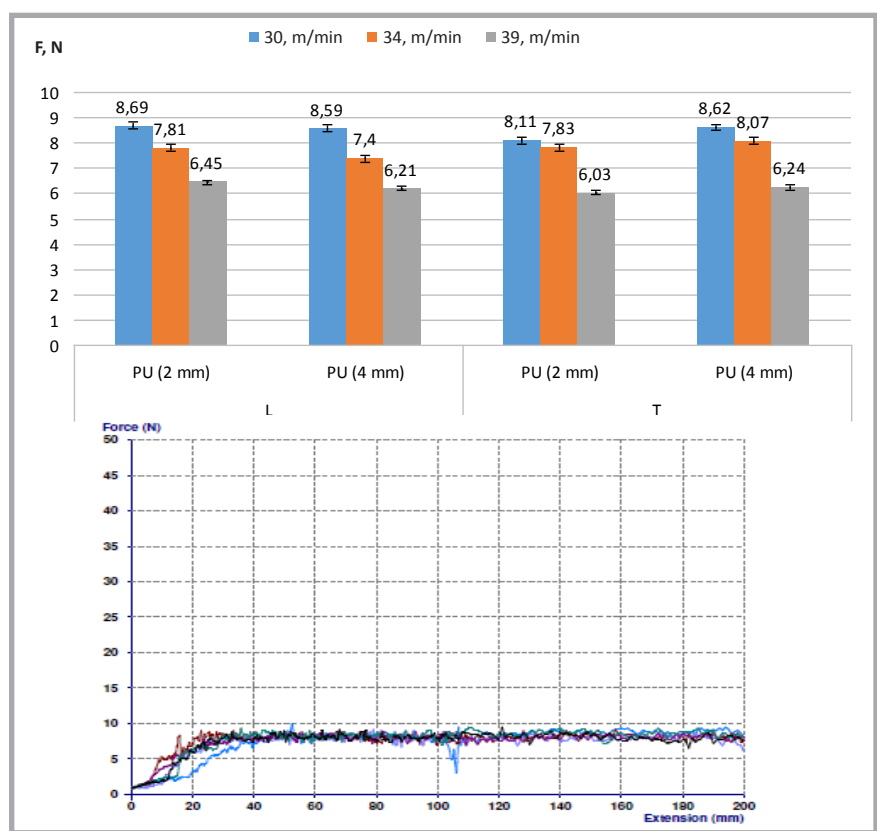 30, m/min 34, m/min 39, m/min
F, N
10
9
8
7
6
5
4
3
2
1
0
8,69 7,81 6,45 8,59 7,4 6,21 8,11 7,83 6,03 8,62 8,07 6,24
PU (2 mm) PU (4 mm) PU (2 mm) PU (4 mm)
L T
Force (N)
50
45
40
35
30
25
20
15
10
5
0
0 20 40 60 80 100 120 140 160 180 200
Extension (mm)